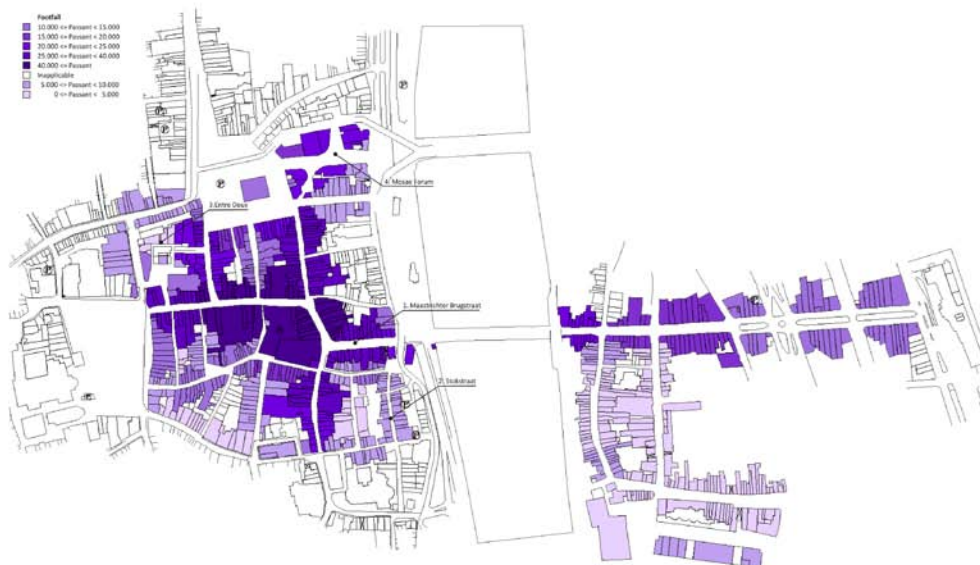 Footfall
10.000 <= Passant < 15.000
15.000 <= Passant < 20.000
20.000 <= Passant < 25.000
25.000 <= Passant < 40.000
40.000 <= Passant
Inapplicable
5.000 <= Passant < 10.000
0 <= Passant < 5.000
4. Mosae Forum
3.Entre Deux
1. Maastrichter Brugstraat
2. Stokstraat